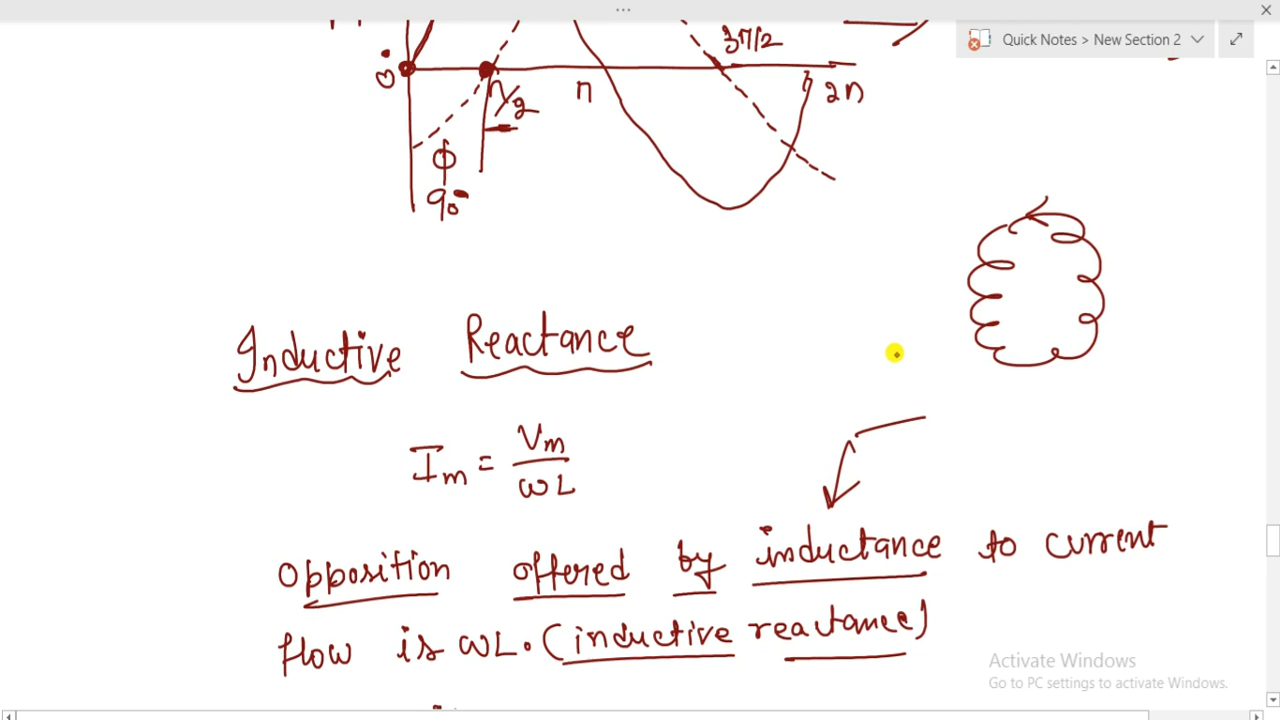 ...
Quick Notes > New Section 2
3π/2
0
π/2
π
2π
ϕ
90°
Inductive Reactance
Im = Vm
ωL
opposition offered by inductance to current
flow is ωL. (inductive reactance)
Activate Windows
Go to PC settings to activate Windows.